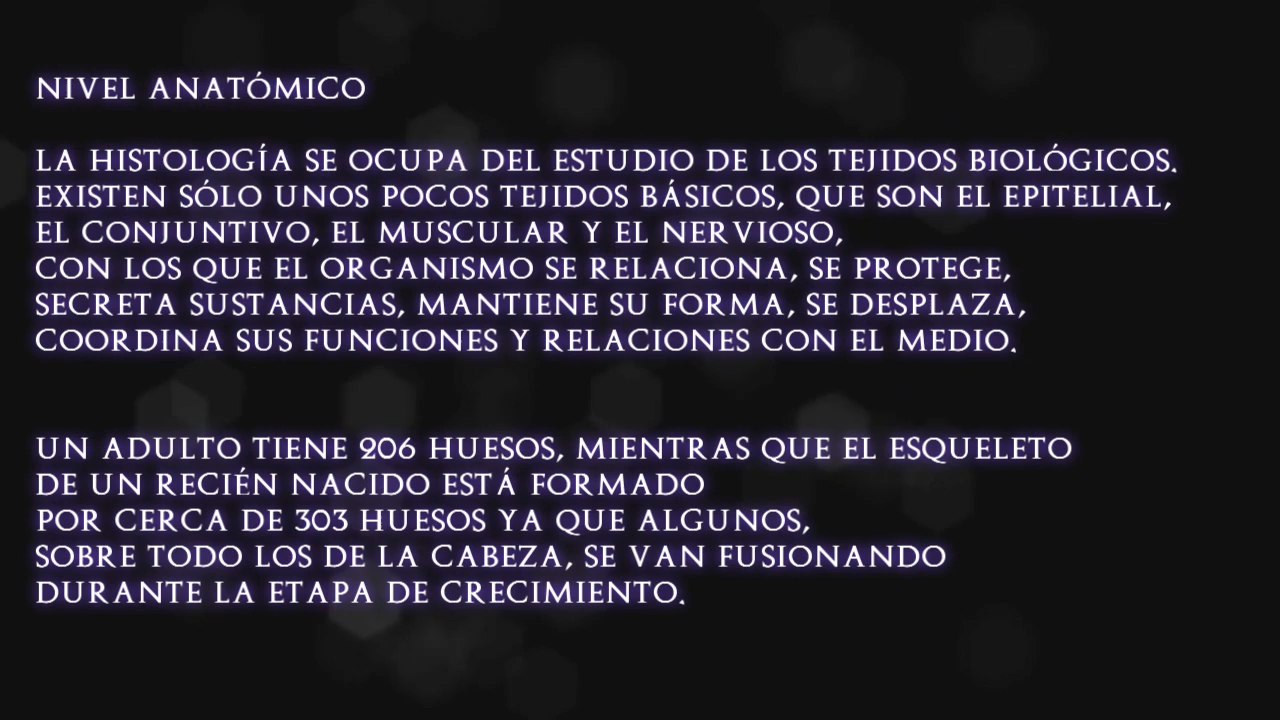 NIVEL ANATÓMICO
LA HISTOLOGÍA SE OCUPA DEL ESTUDIO DE LOS TEJIDOS BIOLÓGICOS.
EXISTEN SÓLO UNOS POCOS TEJIDOS BÁSICOS, QUE SON EL EPITELIAL,
EL CONJUNTIVO, EL MUSCULAR Y EL NERVIOSO,
CON LOS QUE EL ORGANISMO SE RELACIONA, SE PROTEGE,
SECRETA SUSTANCIAS, MANTIENE SU FORMA, SE DESPLAZA,
COORDINA SUS FUNCIONES Y RELACIONES CON EL MEDIO.
UN ADULTO TIENE 206 HUESOS, MIENTRAS QUE EL ESQUELETO
DE UN RECIÉN NACIDO ESTÁ FORMADO
POR CERCA DE 303 HUESOS YA QUE ALGUNOS,
SOBRE TODO LOS DE LA CABEZA, SE VAN FUSIONANDO
DURANTE LA ETAPA DE CRECIMIENTO.